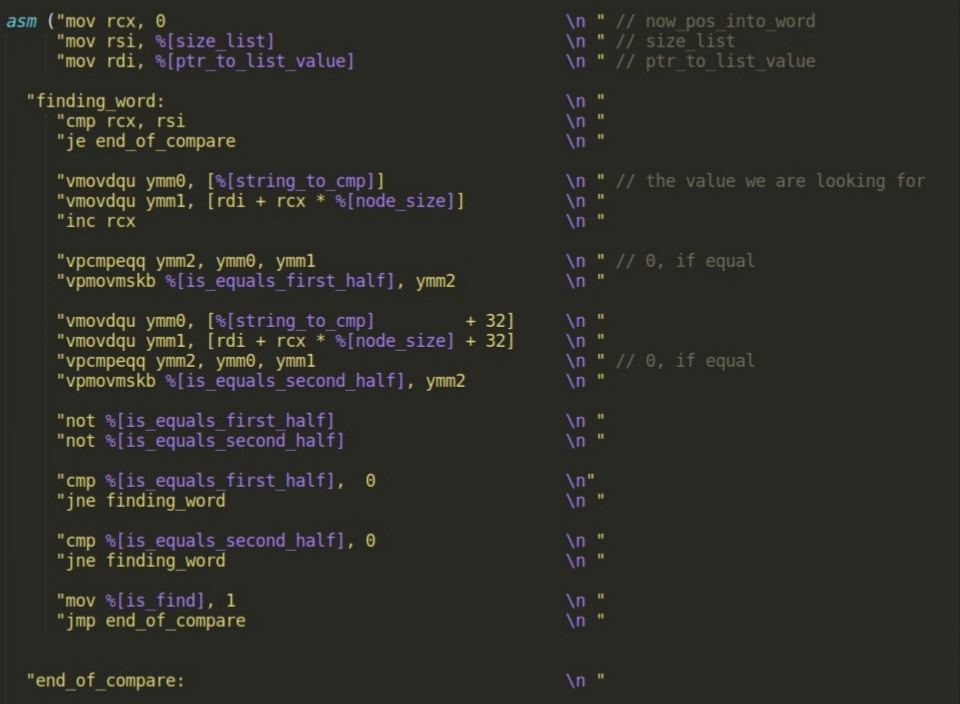 asm ("mov rcx, 0 \n " // now_pos_into_word
"mov rsi, %[size_list] \n " // size_list
"mov rdi, %[ptr_to_list_value] \n " // ptr_to_list_value
"finding_word: \n "
"cmp rcx, rsi \n "
"je end_of_compare \n "
"vmovdqu ymm0, [%[string_to_cmp]] \n " // the value we are looking for
"vmovdqu ymm1, [rdi + rcx * %[node_size]] \n "
"inc rcx \n "
"vpcmpeqq ymm2, ymm0, ymm1 \n " // 0, if equal
"vpmovmskb %[is_equals_first_half], ymm2 \n "
"vmovdqu ymm0, [%[string_to_cmp] + 32] \n "
"vmovdqu ymm1, [rdi + rcx * %[node_size] + 32] \n "
"vpcmpeqq ymm2, ymm0, ymm1 \n " // 0, if equal
"vpmovmskb %[is_equals_second_half], ymm2 \n "
"not %[is_equals_first_half] \n "
"not %[is_equals_second_half] \n "
"cmp %[is_equals_first_half], 0 \n"
"jne finding_word \n "
"cmp %[is_equals_second_half], 0 \n "
"jne finding_word \n "
"mov %[is_find], 1 \n "
"jmp end_of_compare \n "
"end_of_compare: \n "